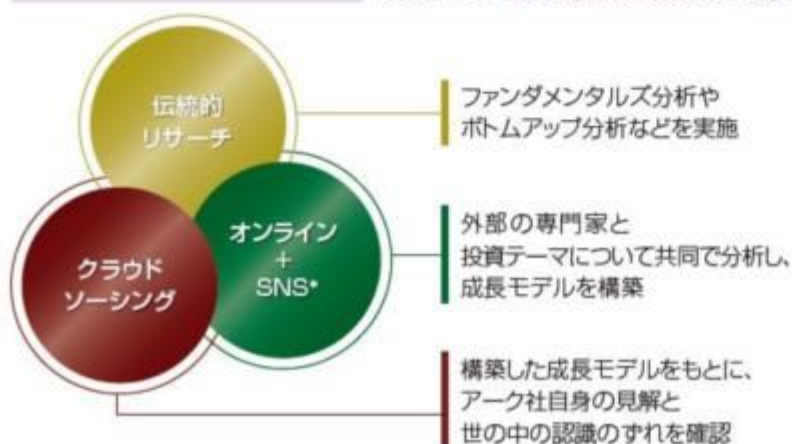 伝統的
リサーチ
ファンダメンタルズ分析や
ボトムアップ分析などを実施
オンライン
+
SNS*
外部の専門家と
投資テーマについて共同で分析し、
成長モデルを構築
クラウド
ソーシング
構築した成長モデルをもとに、
アーク社自身の見解と
世の中の認識のずれを確認